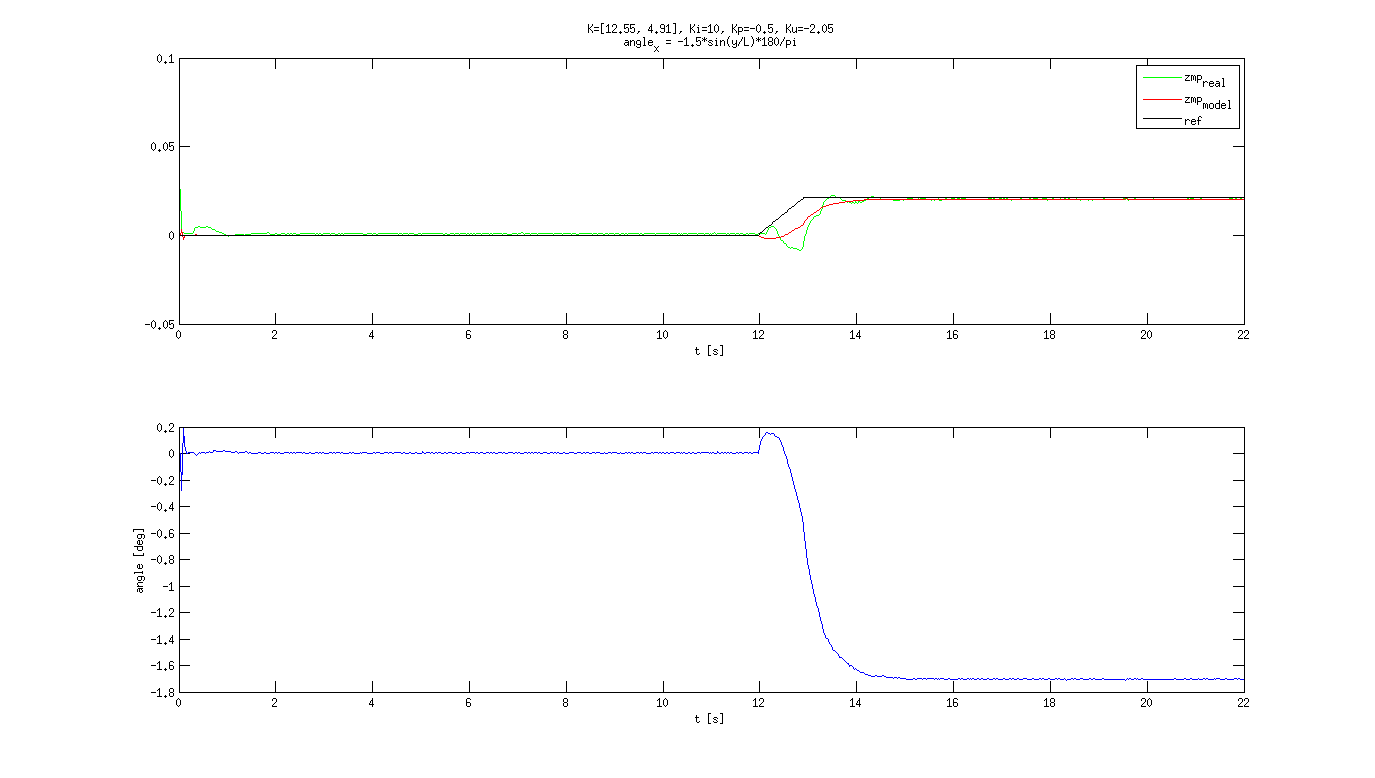 K=[12.55, 4.91], Ki=10, Kp=-0.5, Ku=-2.05
angle_x = -1.5*sin(y/L)*180/pi
0.1
0.05
0
-0.05
zmp_real
zmp_model
ref
0 2 4 6 8 10 12 14 16 18 20 22
t [s]
angle [deg]
0.2
0
-0.2
-0.4
-0.6
-0.8
-1
-1.2
-1.4
-1.6
-1.8
0 2 4 6 8 10 12 14 16 18 20 22
t [s]